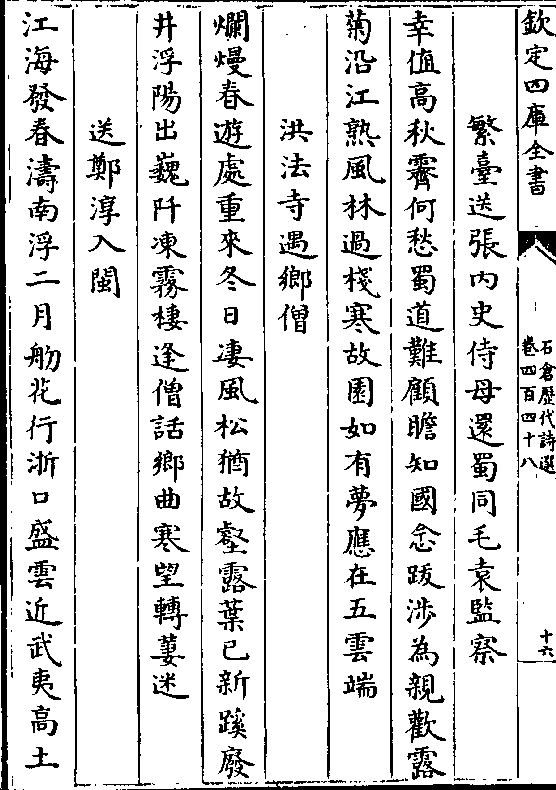 欽定四庫全書
石倉歴代詩選
卷四百四十八
十六
繁臺送張内史侍母還蜀同毛袁監察
幸值高秋霽何愁蜀道難顧瞻知國念跋涉為親歡露
菊沿江熟風林過棧寒故園如有夢應在五雲端
洪法寺遇鄉僧
爛熳春遊處重來冬日凄風松猶故壑露葉已新蹊廢
井浮陽出巍阡凍霧棲逢僧話鄉曲寒望轉萋迷
送鄭淳入閩
江海發春濤南浮二月舠花行浙口盛雲近武夷高土